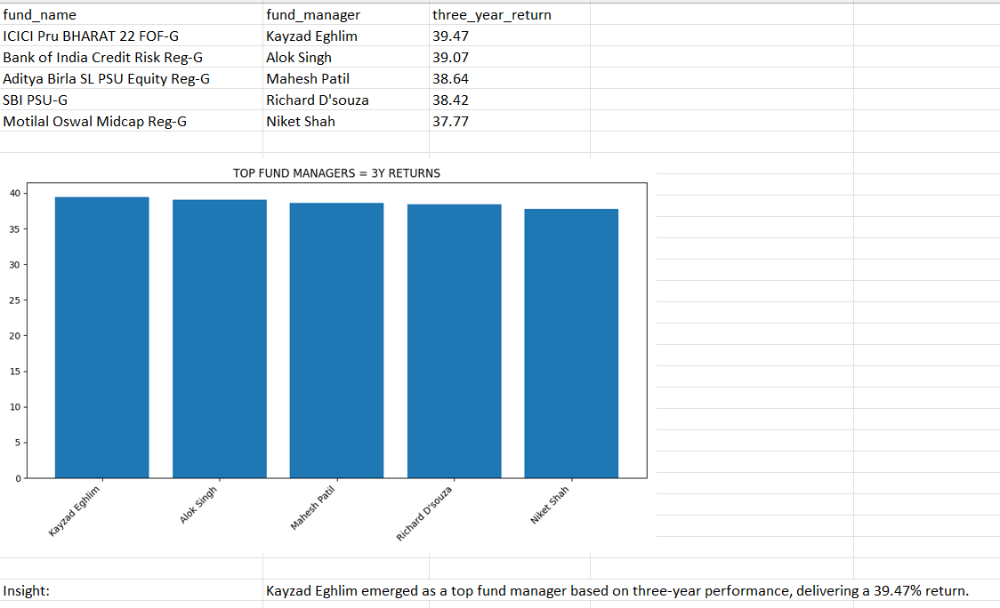 fund_name fund_manager three_year_return
ICICI Pru BHARAT 22 FOF-G Kayzad Eghlim 39.47
Bank of India Credit Risk Reg-G Alok Singh 39.07
Aditya Birla SL PSU Equity Reg-G Mahesh Patil 38.64
SBI PSU-G Richard D'souza 38.42
Motilal Oswal Midcap Reg-G Niket Shah 37.77
TOP FUND MANAGERS = 3Y RETURNS
40
35
30
25
20
15
10
5
0
Kayzad Eghlim Alok Singh Mahesh Patil Richard D'souza Niket Shah
Insight: Kayzad Eghlim emerged as a top fund manager based on three-year performance, delivering a 39.47% return.